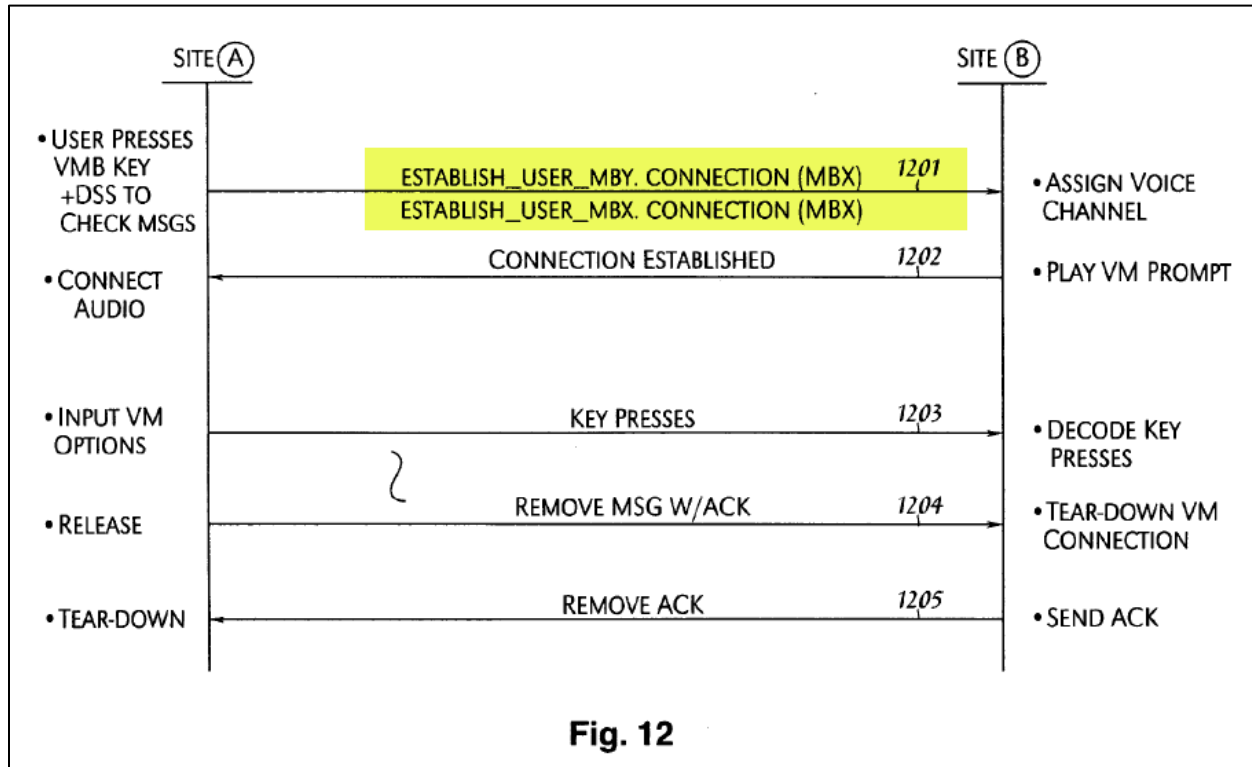 SITE A
SITE B
• USER PRESSES
VMB KEY
+DSS TO
CHECK MSGS
ESTABLISH_USER_MBY. CONNECTION (MBX)
1201
ESTABLISH_USER_MBX. CONNECTION (MBX)
• ASSIGN VOICE
CHANNEL
CONNECTION ESTABLISHED
1202
• CONNECT
AUDIO
• PLAY VM PROMPT
• INPUT VM
OPTIONS
KEY PRESSES
1203
• DECODE KEY
PRESSES
• RELEASE
REMOVE MSG W/ACK
1204
• TEAR-DOWN VM
CONNECTION
• TEAR-DOWN
REMOVE ACK
1205
• SEND ACK
Fig. 12